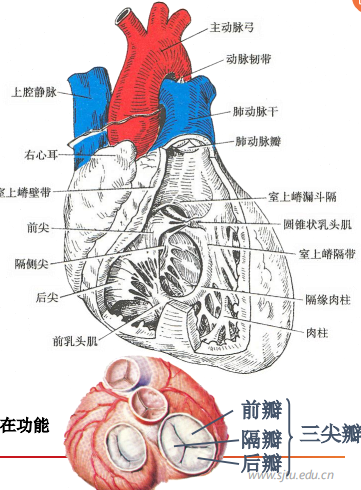 主动脉弓
动脉韧带
上腔静脉
肺动脉干
肺动脉瓣
右心耳
室上嵴壁带
室上嵴漏斗隔
前尖
圆锥状乳头肌
隔侧尖
室上嵴隔带
后尖
隔缘肉柱
前乳头肌
肉柱
在功能
前瓣
隔瓣
三尖瓣
后瓣
www.sjtu.edu.cn